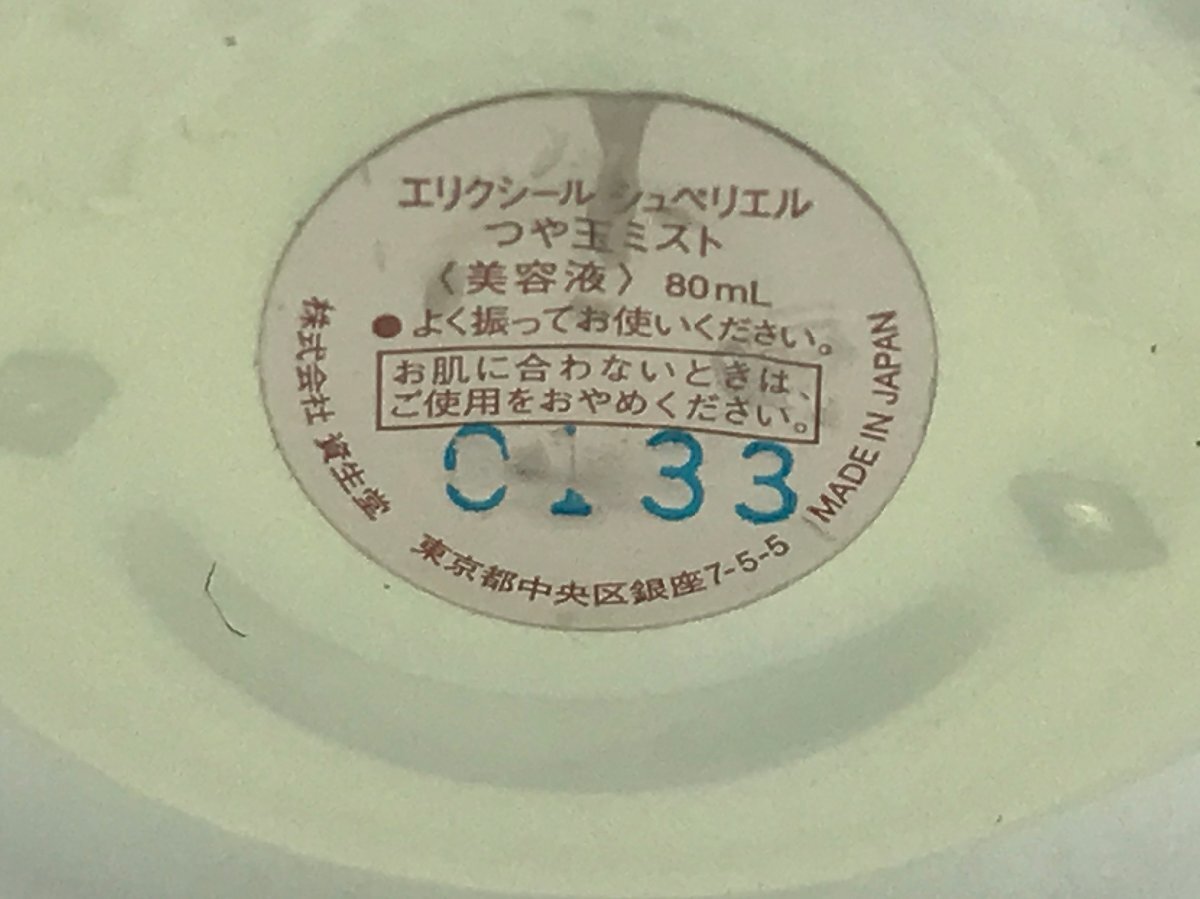 エリクシール シュペリエル
つや玉ミスト
〈美容液〉 80mL
●よく振ってお使いください。
お肌に合わないときは、
ご使用をおやめください。
0133
株式会社 資生堂
東京都中央区銀座7-5-5
MADE IN JAPAN